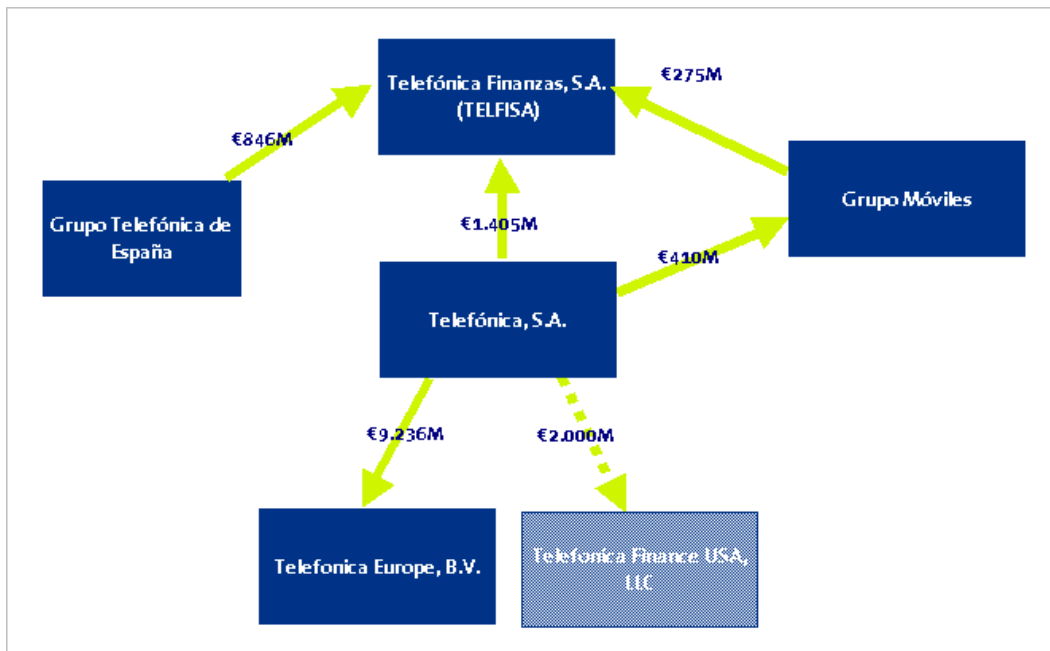 Telefónica Finanzas, S.A.
(TELFISA)
€275M
€846M
Grupo Telefónica de
España
Grupo Móviles
€1.405M
€410M
Telefónica, S.A.
€9.236M
€2.000M
Telefonica Europe, B.V.
Telefoníca Finance USA,
LLC